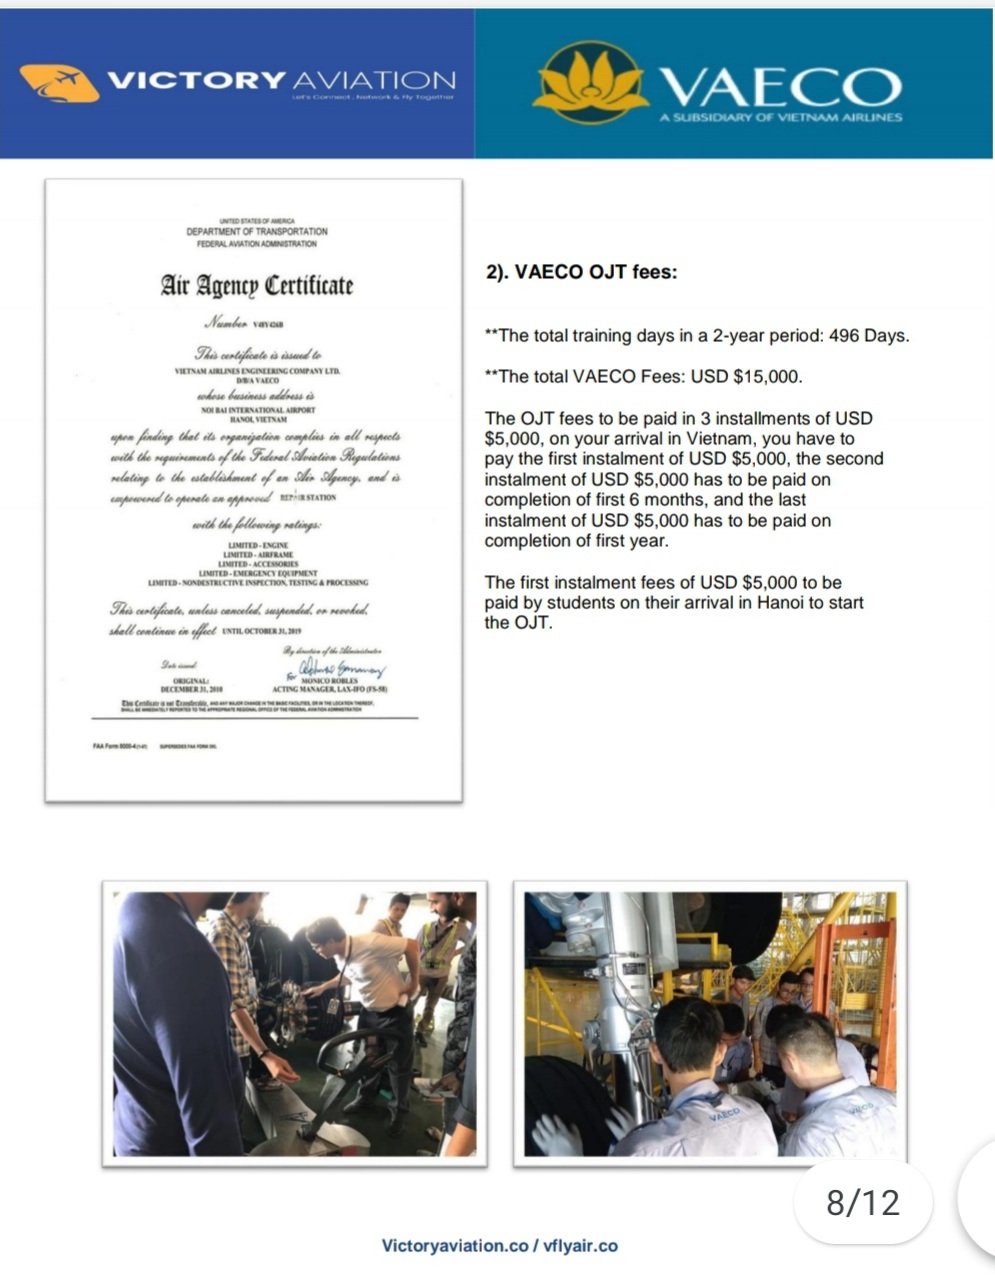 VICTORY AVIATION
Let's Connect, Network & Fly Together
VAECO
A SUBSIDIARY OF VIETNAM AIRLINES
UNITED STATES OF AMERICA
DEPARTMENT OF TRANSPORTATION
FEDERAL AVIATION ADMINISTRATION
Air Agency Certificate
Number V4BY426B
This certificate is issued to
VIETNAM AIRLINES ENGINEERING COMPANY LTD.
D/B/A VAECO
whose business address is
NOI BAI INTERNATIONAL AIRPORT
HANOI, VIETNAM
upon finding that its organization complies in all respects
with the requirements of the Federal Aviation Regulations
relating to the establishment of an Air Agency, and is
empowered to operate an approved REPAIR STATION
with the following ratings:
LIMITED - ENGINE
LIMITED - AIRFRAME
LIMITED - ACCESSORIES
LIMITED - EMERGENCY EQUIPMENT
LIMITED - NONDESTRUCTIVE INSPECTION, TESTING & PROCESSING
This certificate, unless canceled, suspended, or revoked,
shall continue in effect UNTIL OCTOBER 31, 2019
By direction of the Administrator
Date issued:
For
ORIGINAL:
DECEMBER 31, 2010
MONICO ROBLES
ACTING MANAGER, LAX-IFO (FS-58)
This Certificate is not Transferable, AND ANY MAJOR CHANGE IN THE BASIC FACILITIES, OR IN THE LOCATION THEREOF,
SHALL BE IMMEDIATELY REPORTED TO THE APPROPRIATE REGIONAL OFFICE OF THE FEDERAL AVIATION ADMINISTRATION
FAA Form 8000-4 SUPERSEDES FAA FORM
2). VAECO OJT fees:
**The total training days in a 2-year period: 496 Days.
**The total VAECO Fees: USD $15,000.
The OJT fees to be paid in 3 installments of USD
$5,000, on your arrival in Vietnam, you have to
pay the first instalment of USD $5,000, the second
instalment of USD $5,000 has to be paid on
completion of first 6 months, and the last
instalment of USD $5,000 has to be paid on
completion of first year.
The first instalment fees of USD $5,000 to be
paid by students on their arrival in Hanoi to start
the OJT.
VAECO
8/12
Victoryaviation.co / vflyair.co